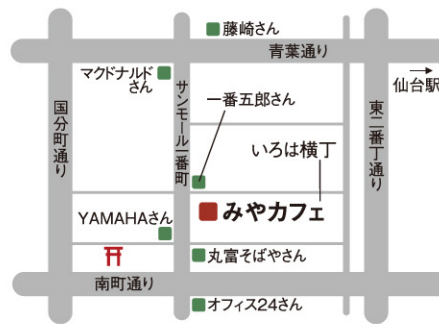 藤崎さん
青葉通り
マクドナルド
さん
仙台駅
一番五郎さん
国分町通り
サンモール一番町
東二番丁通り
いろは横丁
みやカフェ
YAMAHAさん
丸富そばやさん
南町通り
オフィス24さん